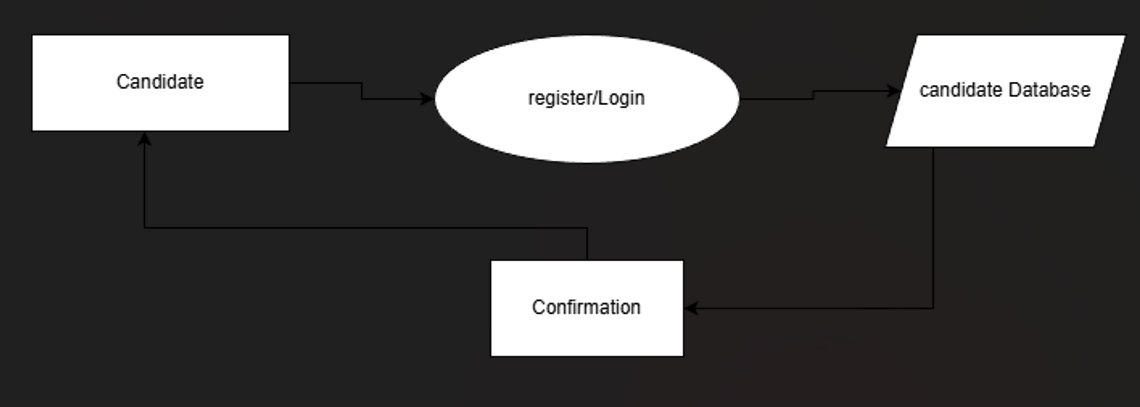 Candidate
register/Login
candidate Database
Confirmation